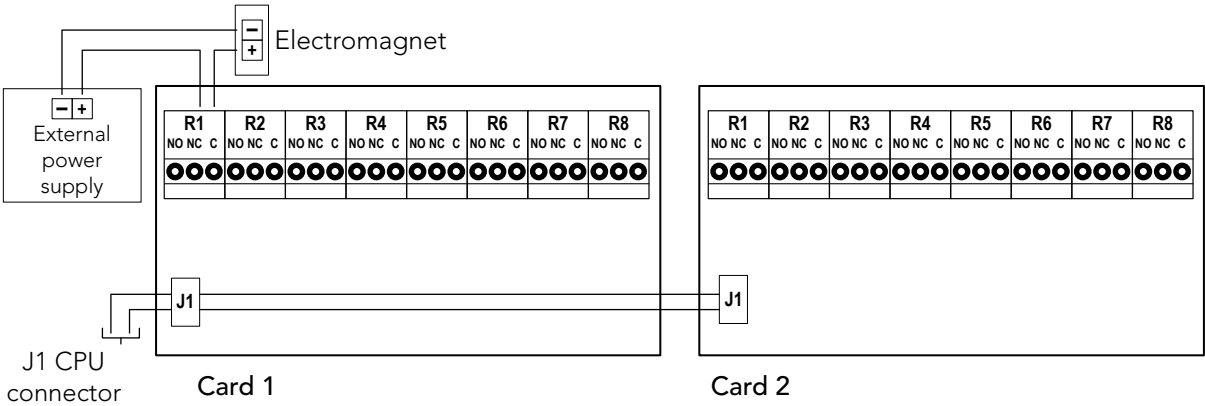 Electromagnet
−
+
− +
External
power
supply
R1 R2 R3 R4 R5 R6 R7 R8
NO NC C NO NC C NO NC C NO NC C NO NC C NO NC C NO NC C NO NC C
R1 R2 R3 R4 R5 R6 R7 R8
NO NC C NO NC C NO NC C NO NC C NO NC C NO NC C NO NC C NO NC C
J1
J1
J1 CPU
connector
Card 1
Card 2